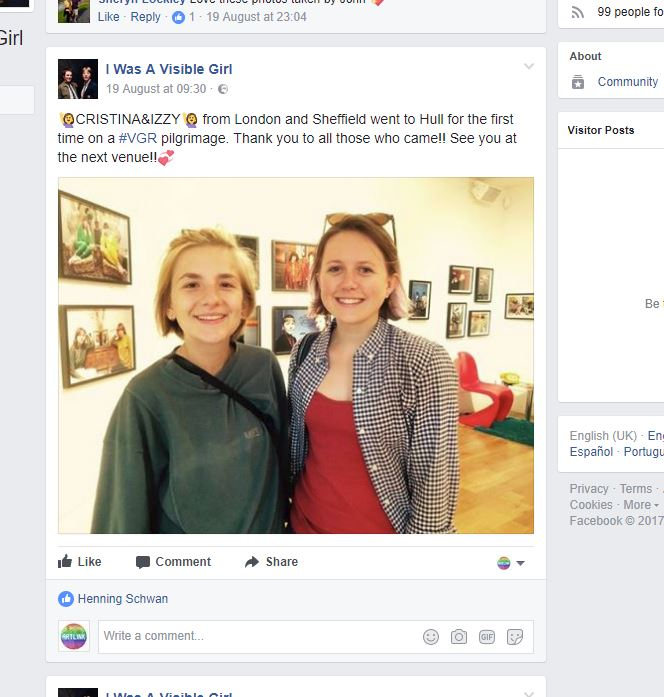 Love these photos taken by John
Like · Reply · 1 · 19 August at 23:04
Girl
I Was A Visible Girl
19 August at 09:30 ·
CRISTINA&IZZY from London and Sheffield went to Hull for the first
time on a #VGR pilgrimage. Thank you to all those who came!! See you at
the next venue!!
Like Comment Share
Henning Schwan
ARTLINK
Write a comment...
GIF
I Was A Visible Girl
99 people fo
About
Community
Visitor Posts
Be
English (UK) · Eng
Español · Portugu
Privacy · Terms ·
Cookies · More
Facebook © 2017